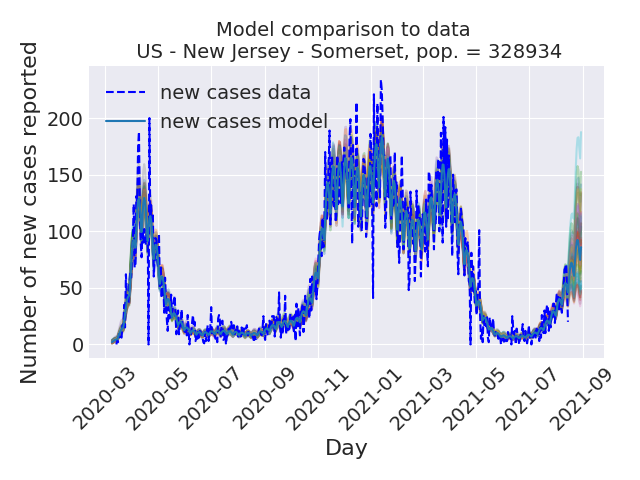 Model comparison to data
US - New Jersey - Somerset, pop. = 328934
new cases data
new cases model
Number of new cases reported
200
150
100
50
0
2020-03
2020-05
2020-07
2020-09
2020-11
2021-01
2021-03
2021-05
2021-07
2021-09
Day